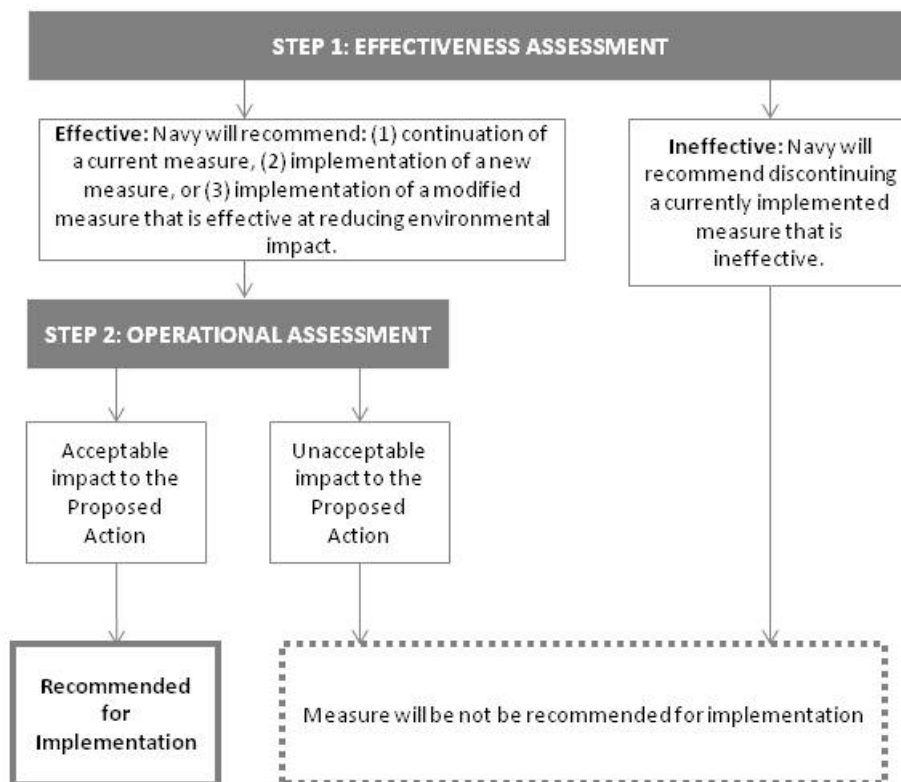 STEP 1: EFFECTIVENESS ASSESSMENT
Effective: Navy will recommend: (1) continuation of
a current measure, (2) implementation of a new
measure, or (3) implementation of a modified
measure that is effective at reducing environmental
impact.
Ineffective: Navy will
recommend discontinuing
a currently implemented
measure that is
ineffective.
STEP 2: OPERATIONAL ASSESSMENT
Acceptable
impact to the
Proposed
Action
Unacceptable
impact to the
Proposed
Action
Recommended
for
Implementation
Measure will be not be recommended for implementation